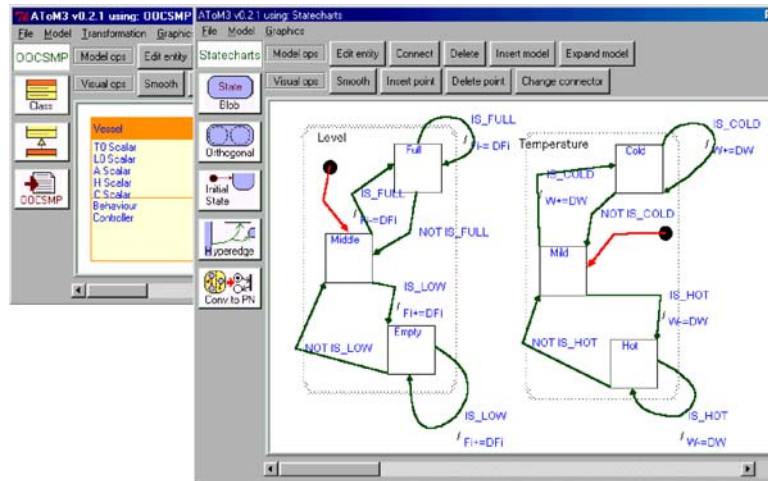 AToM3 v0.2.1 using: OOCSMP
File Model Transformation Graphics
OOCSMP Model ops Edit entity
Visual ops Smooth
Class
OOCSMP
Vessel
T0 Scalar
L0 Scalar
A Scalar
H Scalar
C Scalar
Behaviour
Controller
AToM3 v0.2.1 using: Statecharts
File Model Graphics
Statecharts Model ops Edit entity Connect Delete Insert model Expand model
Visual ops Smooth Insert point Delete point Change connector
State
Blob
Orthogonal
Initial
State
Hyperedge
Conv to PN
Level
IS_FULL
/ Fi-=DFi
Full
IS_FULL
/ Fi-=DFi
NOT IS_FULL
Middle
IS_LOW
/ Fi+=DFi
NOT IS_LOW
Empty
IS_LOW
/ Fi+=DFi
Temperature
IS_COLD
/ W+=DW
Cold
IS_COLD
/ W+=DW
NOT IS_COLD
Mild
IS_HOT
/ W-=DW
NOT IS_HOT
Hot
IS_HOT
/ W-=DW